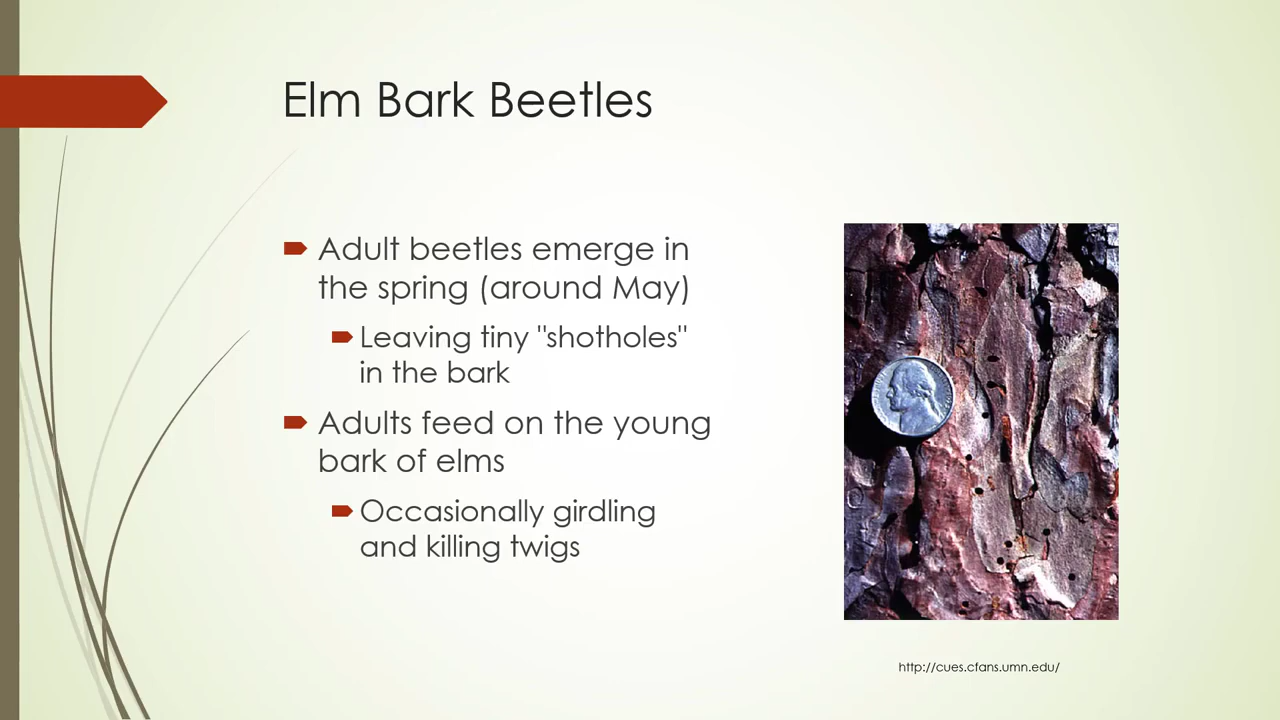 Elm Bark Beetles
Adult beetles emerge in
the spring (around May)
Leaving tiny "shotholes"
in the bark
Adults feed on the young
bark of elms
Occasionally girdling
and killing twigs
http://cues.cfans.umn.edu/